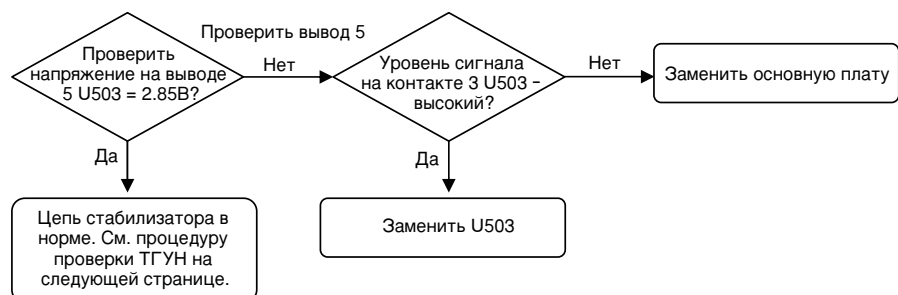 Проверить
напряжение на выводе
5 U503 = 2.85В?
Проверить вывод 5
Нет
Уровень сигнала
на контакте 3 U503 –
высокий?
Нет
Заменить основную плату
Да
Да
Цепь стабилизатора в
норме. См. процедуру
проверки ТГУН на
следующей странице.
Заменить U503